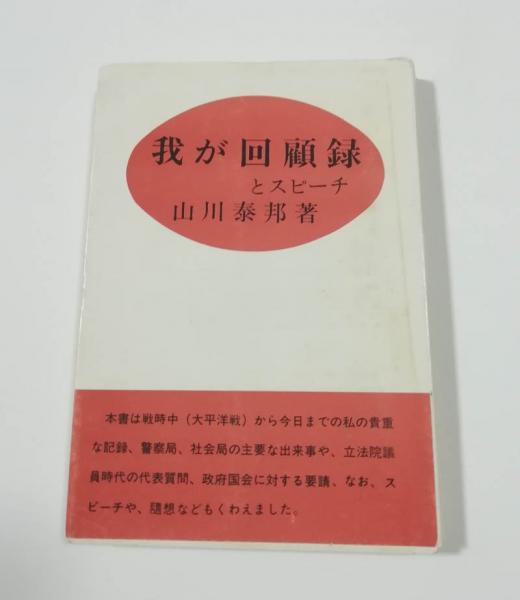 我が回顧録
とスピーチ
山川泰邦著
本書は戦時中(大平洋戦)から今日までの私の貴重
な記録、警察局、社会局の主要な出来事や、立法院議
員時代の代表質問、政府国会に対する要請、なお、ス
ピーチや、随想などもくわえました。